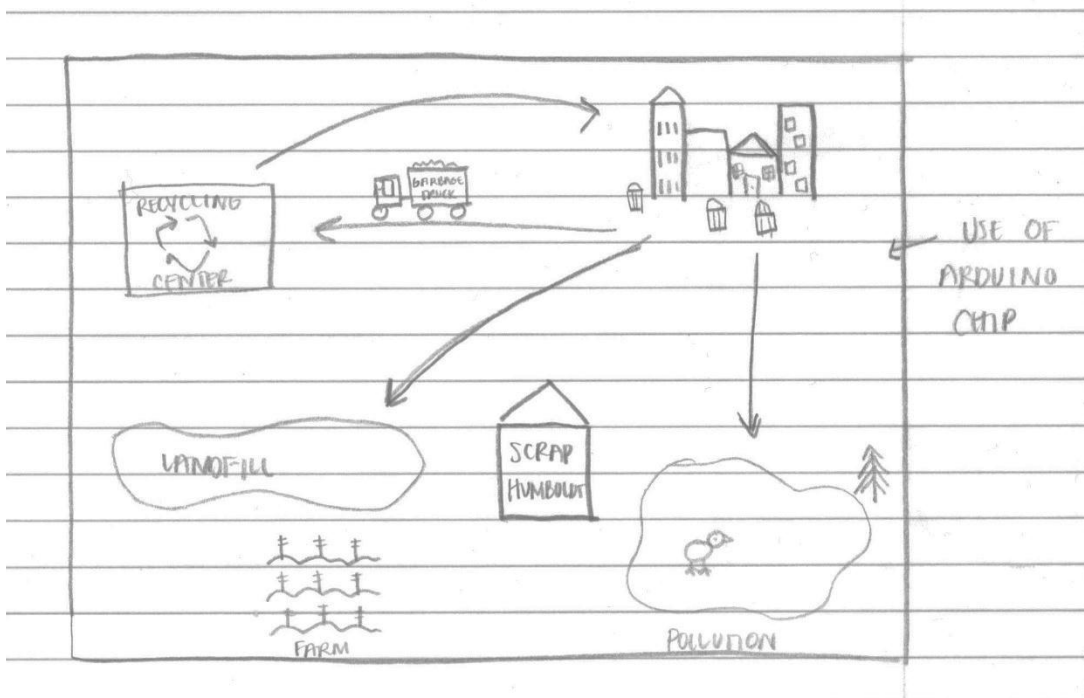 GARBAGE
TRUCK
RECYCLING
CENTER
USE OF
ARDUINO
CHIP
LANDFILL
SCRAP
HUMBOLDT
FARM
POLLUTION